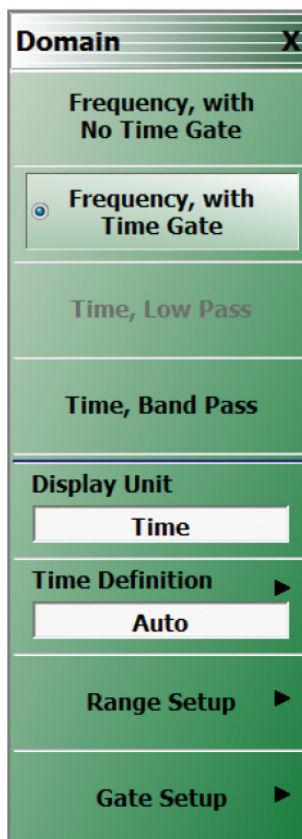 Domain X
Frequency, with
No Time Gate
Frequency, with
Time Gate
Time, Low Pass
Time, Band Pass
Display Unit
Time
Time Definition
Auto
Range Setup
Gate Setup